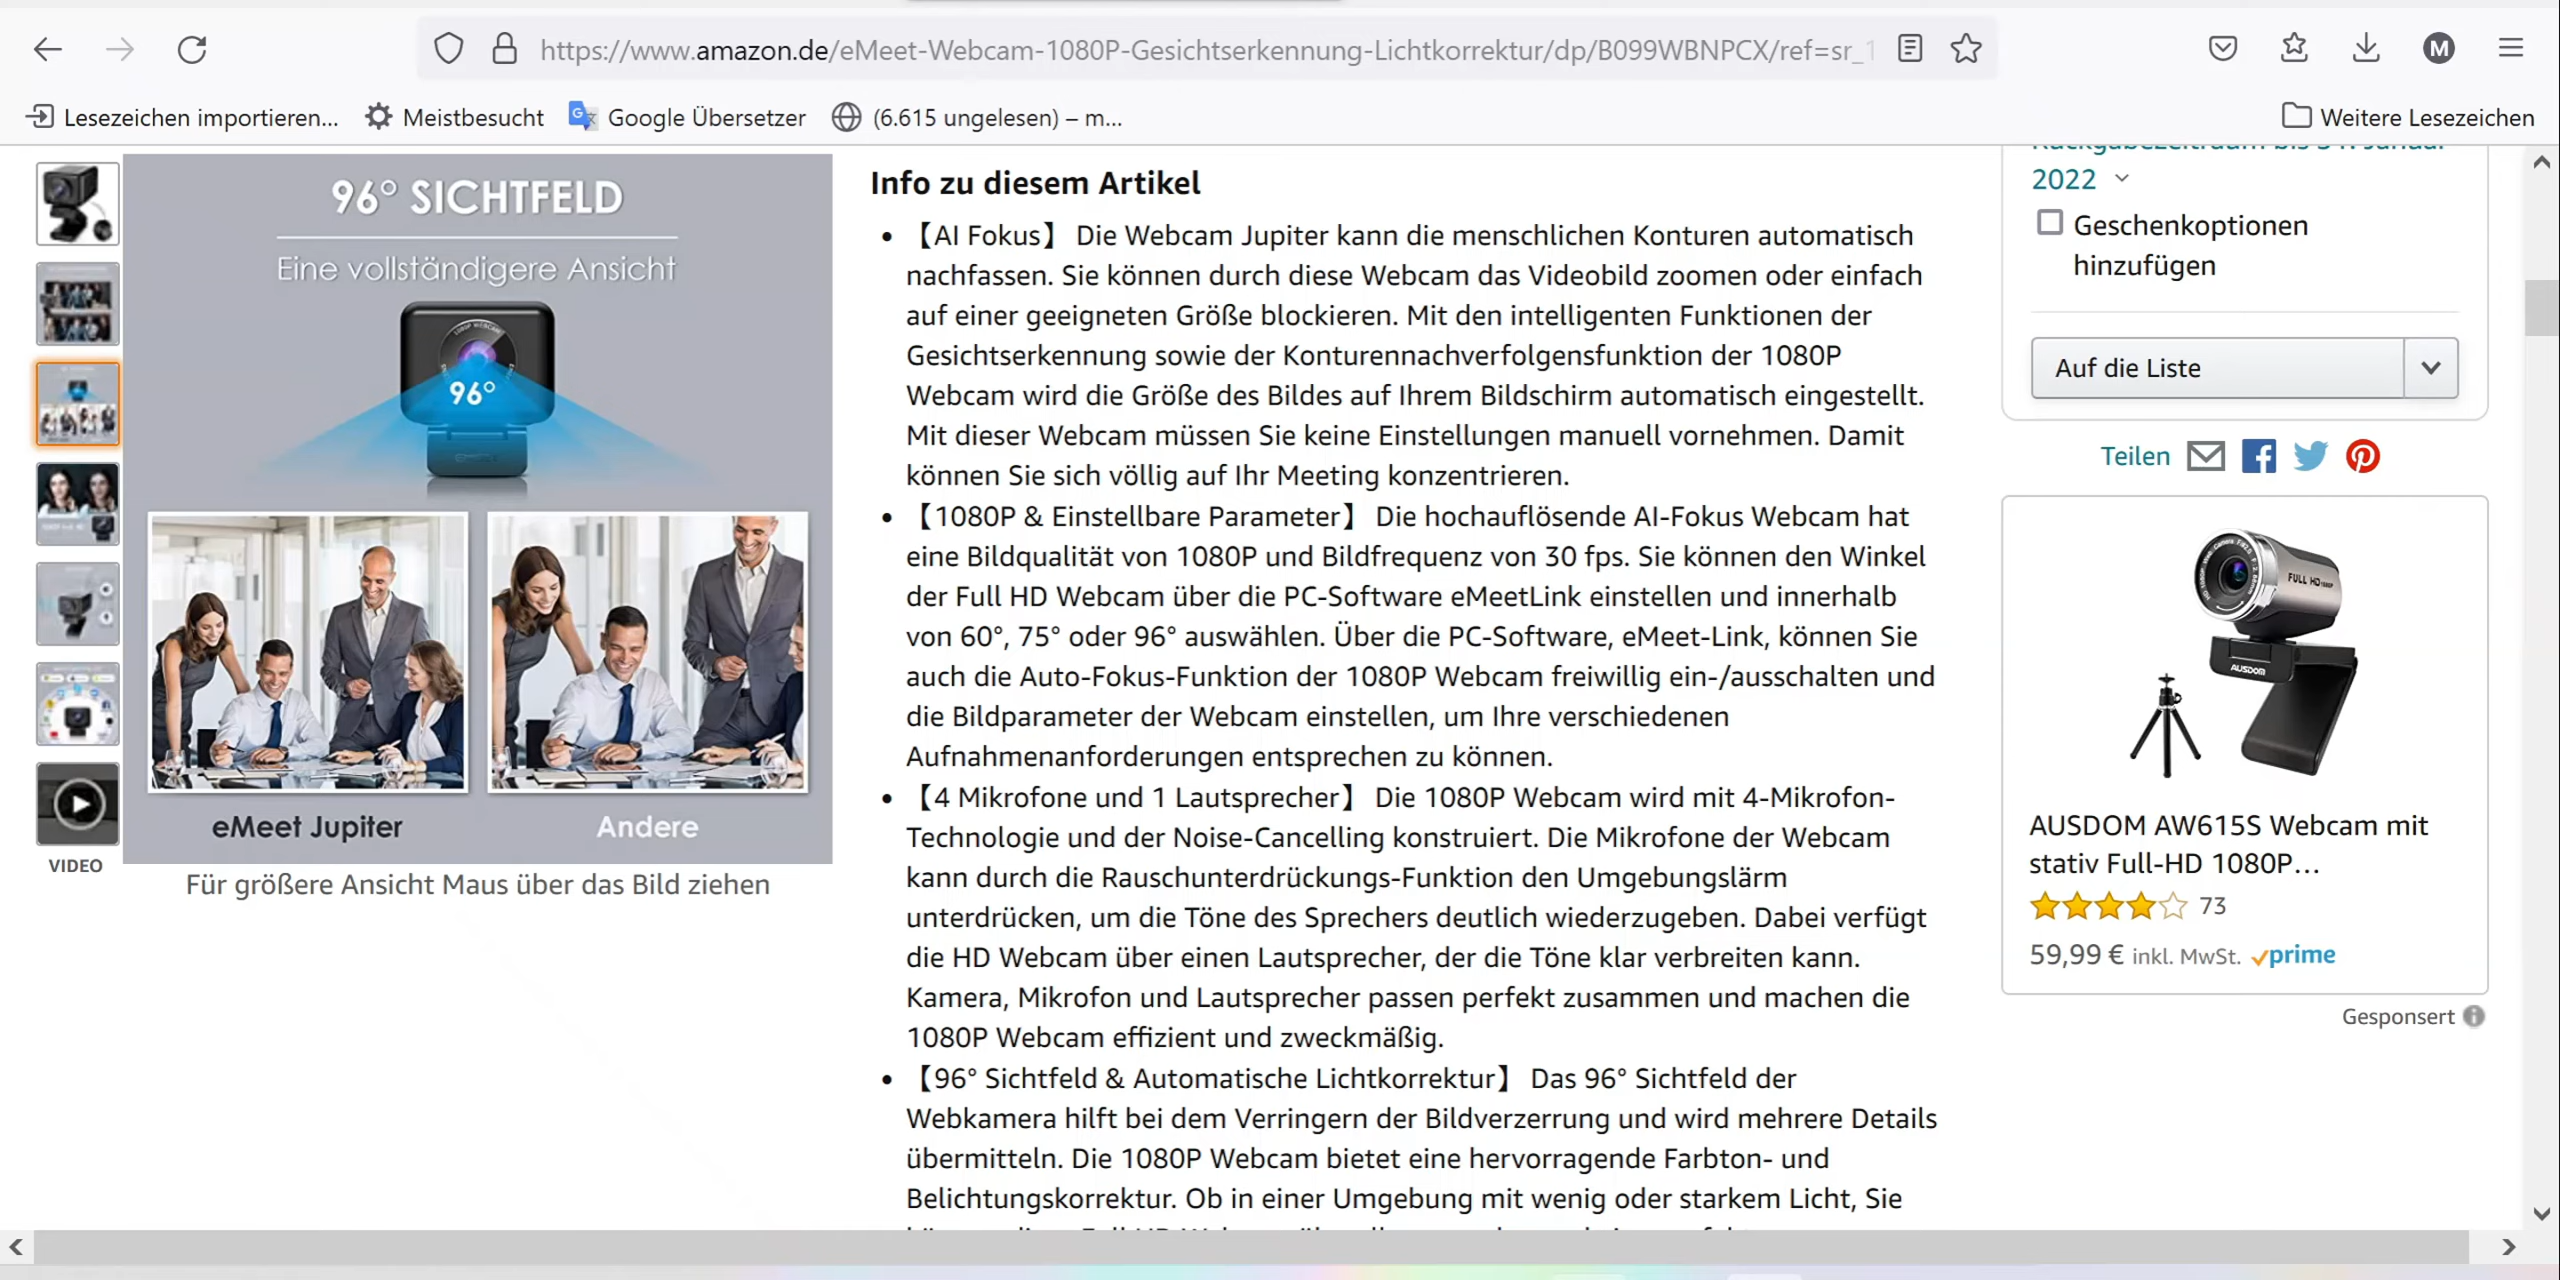 https://www.amazon.de/eMeet-Webcam-1080P-Gesichtserkennung-Lichtkorrektur/dp/B099WBNPCX/ref=sr_1
M
Lesezeichen importieren...
Meistbesucht
Google Übersetzer
(6.615 ungelesen) – m...
Weitere Lesezeichen
VIDEO
96° SICHTFELD
Eine vollständigere Ansicht
1080P WEBCAM
96°
eMeet Jupiter
Andere
Für größere Ansicht Maus über das Bild ziehen
Info zu diesem Artikel
【AI Fokus】 Die Webcam Jupiter kann die menschlichen Konturen automatisch
nachfassen. Sie können durch diese Webcam das Videobild zoomen oder einfach
auf einer geeigneten Größe blockieren. Mit den intelligenten Funktionen der
Gesichtserkennung sowie der Konturennachverfolgensfunktion der 1080P
Webcam wird die Größe des Bildes auf Ihrem Bildschirm automatisch eingestellt.
Mit dieser Webcam müssen Sie keine Einstellungen manuell vornehmen. Damit
können Sie sich völlig auf Ihr Meeting konzentrieren.
【1080P & Einstellbare Parameter】 Die hochauflösende AI-Fokus Webcam hat
eine Bildqualität von 1080P und Bildfrequenz von 30 fps. Sie können den Winkel
der Full HD Webcam über die PC-Software eMeetLink einstellen und innerhalb
von 60°, 75° oder 96° auswählen. Über die PC-Software, eMeet-Link, können Sie
auch die Auto-Fokus-Funktion der 1080P Webcam freiwillig ein-/ausschalten und
die Bildparameter der Webcam einstellen, um Ihre verschiedenen
Aufnahmenanforderungen entsprechen zu können.
【4 Mikrofone und 1 Lautsprecher】 Die 1080P Webcam wird mit 4-Mikrofon-
Technologie und der Noise-Cancelling konstruiert. Die Mikrofone der Webcam
kann durch die Rauschunterdrückungs-Funktion den Umgebungslärm
unterdrücken, um die Töne des Sprechers deutlich wiederzugeben. Dabei verfügt
die HD Webcam über einen Lautsprecher, der die Töne klar verbreiten kann.
Kamera, Mikrofon und Lautsprecher passen perfekt zusammen und machen die
1080P Webcam effizient und zweckmäßig.
【96° Sichtfeld & Automatische Lichtkorrektur】 Das 96° Sichtfeld der
Webkamera hilft bei dem Verringern der Bildverzerrung und wird mehrere Details
übermitteln. Die 1080P Webcam bietet eine hervorragende Farbton- und
Belichtungskorrektur. Ob in einer Umgebung mit wenig oder starkem Licht, Sie
Rückgabezeitraum bis 31. Januar
2022
Geschenkoptionen
hinzufügen
Auf die Liste
Teilen
FULL HD 1080P
AUSDOM
AUSDOM AW615S Webcam mit
stativ Full-HD 1080P...
73
59,99 € inkl. MwSt. prime
Gesponsert